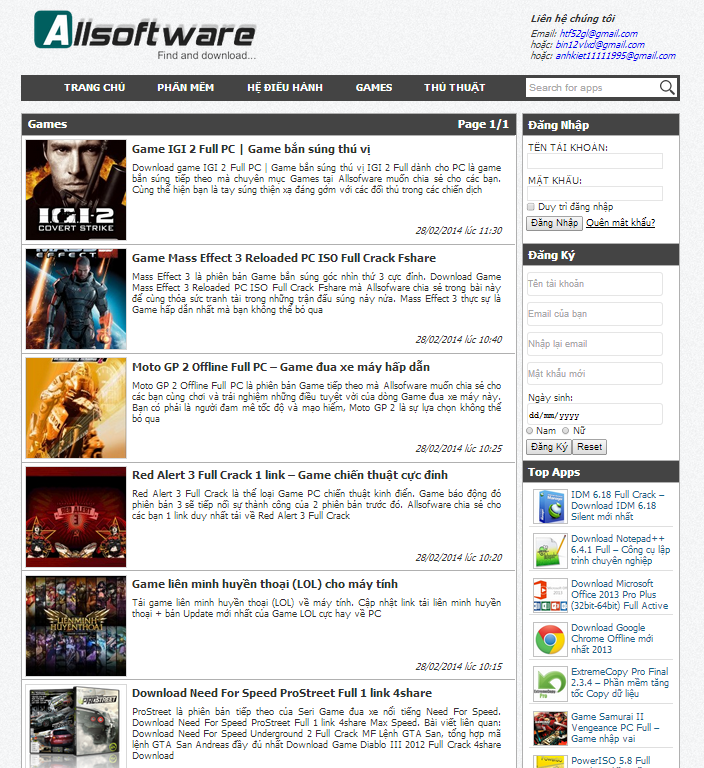 Allsoftware
Find and download...
Liên hệ chúng tôi
Email: htf52gl@gmail.com
hoặc: bin12vlxd@gmail.com
hoặc: anhkiet11111995@gmail.com
TRANG CHỦ PHẦN MỀM HỆ ĐIỀU HÀNH GAMES THỦ THUẬT
Search for apps
Games Page 1/1
IGI-2
COVERT STRIKE
Game IGI 2 Full PC | Game bắn súng thú vị
Download game IGI 2 Full PC | Game bắn súng thú vị IGI 2 Full dành cho PC là game
bắn súng tiếp theo mà chuyên mục Games tại Allsofware muốn chia sẻ cho các bạn.
Cùng thể hiện bạn là tay súng thiện xạ đáng gờm với các đối thủ trong các chiến dịch
28/02/2014 lúc 11:30
MASS EFFECT
Game Mass Effect 3 Reloaded PC ISO Full Crack Fshare
Mass Effect 3 là phiên bản Game bắn súng góc nhìn thứ 3 cực đỉnh. Download Game
Mass Effect 3 Reloaded PC ISO Full Crack Fshare mà Allsofware chia sẻ trong bài này
để cùng thỏa sức tranh tài trong những trận đấu súng nảy nửa. Mass Effect 3 thực sự là
Game hấp dẫn nhất mà bạn không thể bỏ qua
28/02/2014 lúc 10:40
Moto GP 2 Offline Full PC – Game đua xe máy hấp dẫn
Moto GP 2 Offline Full PC là phiên bản Game tiếp theo mà Allsofware muốn chia sẻ cho
các bạn cùng chơi và trải nghiệm những điều tuyệt vời của dòng Game đua xe máy này.
Bạn có phải là người đam mê tốc độ và mạo hiểm, Moto GP 2 là sự lựa chọn không thể
bỏ qua
28/02/2014 lúc 10:25
RED ALERT
3
Red Alert 3 Full Crack 1 link – Game chiến thuật cực đỉnh
Red Alert 3 Full Crack là thể loại Game PC chiến thuật kinh điển. Game báo động đỏ
phiên bản 3 sẽ tiếp nối sự thành công của 2 phiên bản trước đó. Allsofware chia sẻ cho
các bạn 1 link duy nhất tải về Red Alert 3 Full Crack
28/02/2014 lúc 10:20
LIÊN MINH
HUYỀN THOẠI
Game liên minh huyền thoại (LOL) cho máy tính
Tải game liên minh huyền thoại (LOL) về máy tính. Cập nhật link tải liên minh huyền
thoại + bản Update mới nhất của Game LOL cực hay về PC
28/02/2014 lúc 10:15
PROSTREET
Download Need For Speed ProStreet Full 1 link 4share
ProStreet là phiên bản tiếp theo của Seri Game đua xe nổi tiếng Need For Speed.
Download Need For Speed ProStreet Full 1 link 4share Max Speed. Bài viết liên quan:
Download Need For Speed Underground 2 Full Crack MF Lệnh GTA San, tổng hợp mã
lệnh GTA San Andreas đầy đủ nhất Download Game Diablo III 2012 Full Crack 4share
Download
Đăng Nhập
TÊN TÀI KHOẢN:
MẬT KHẨU:
Duy trì đăng nhập
Đăng Nhập Quên mật khẩu?
Đăng Ký
Tên tài khoản
Email của bạn
Nhập lại email
Mật khẩu mới
Ngày sinh:
dd/mm/yyyy
Nam Nữ
Đăng Ký Reset
Top Apps
IDM 6.18 Full Crack –
Download IDM 6.18
Silent mới nhất
Download Notepad++
6.4.1 Full – Công cụ lập
trình chuyên nghiệp
Download Microsoft
Office 2013 Pro Plus
(32bit-64bit) Full Active
Download Google
Chrome Offline mới
nhất 2013
ExtremeCopy Pro Final
2.3.4 – Phần mềm tăng
tốc Copy dữ liệu
Game Samurai II
Vengeance PC Full –
Game nhập vai
PowerISO 5.8 Full